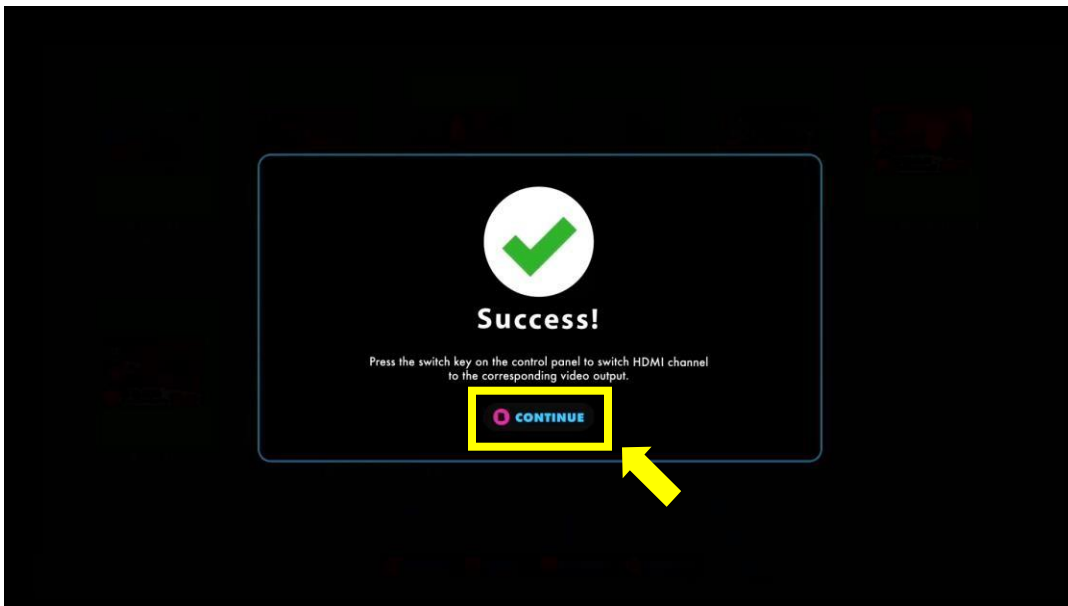 Success!
Press the switch key on the control panel to switch HDMI channel
to the corresponding video output.
CONTINUE